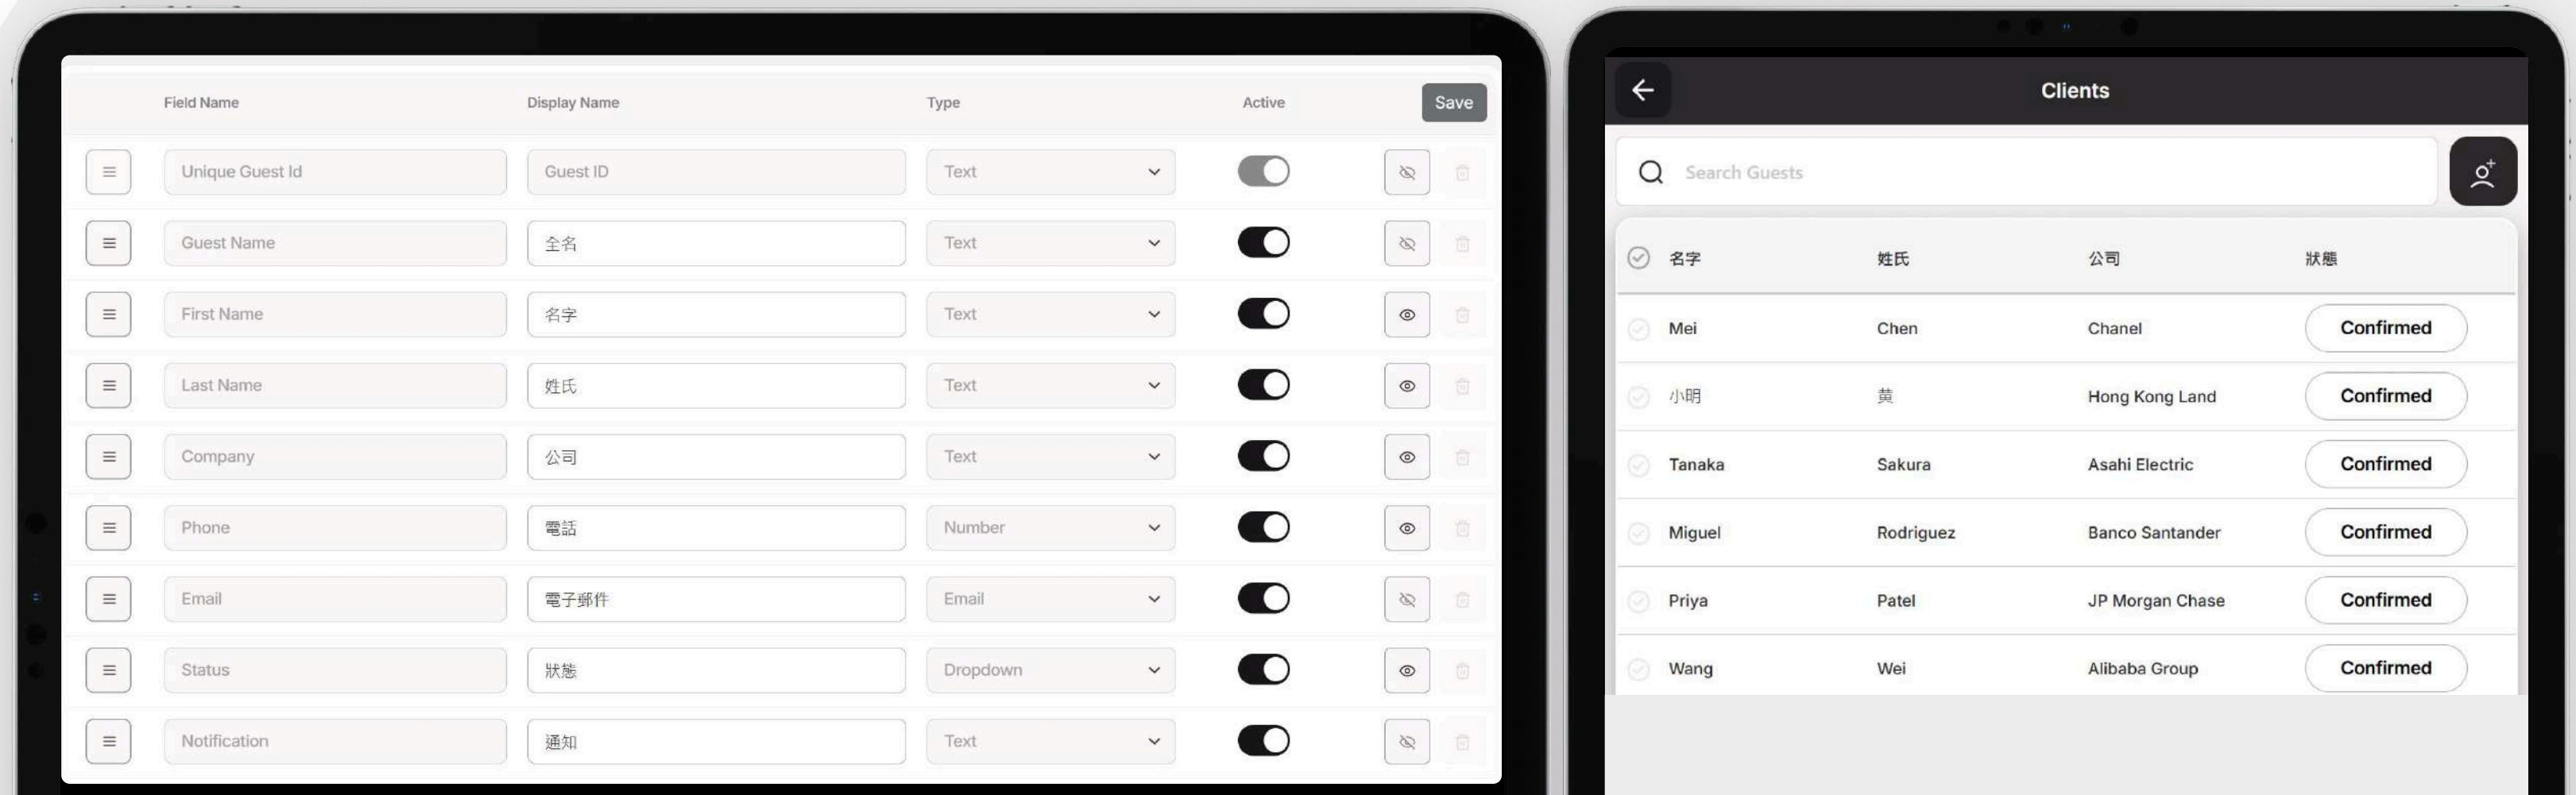 Field Name Display Name Type Active Save
Unique Guest Id Guest ID Text
Guest Name 全名 Text
First Name 名字 Text
Last Name 姓氏 Text
Company 公司 Text
Phone 電話 Number
Email 電子郵件 Email
Status 狀態 Dropdown
Notification 通知 Text
Clients
Search Guests
名字 姓氏 公司 狀態
Mei Chen Chanel Confirmed
小明 黄 Hong Kong Land Confirmed
Tanaka Sakura Asahi Electric Confirmed
Miguel Rodriguez Banco Santander Confirmed
Priya Patel JP Morgan Chase Confirmed
Wang Wei Alibaba Group Confirmed